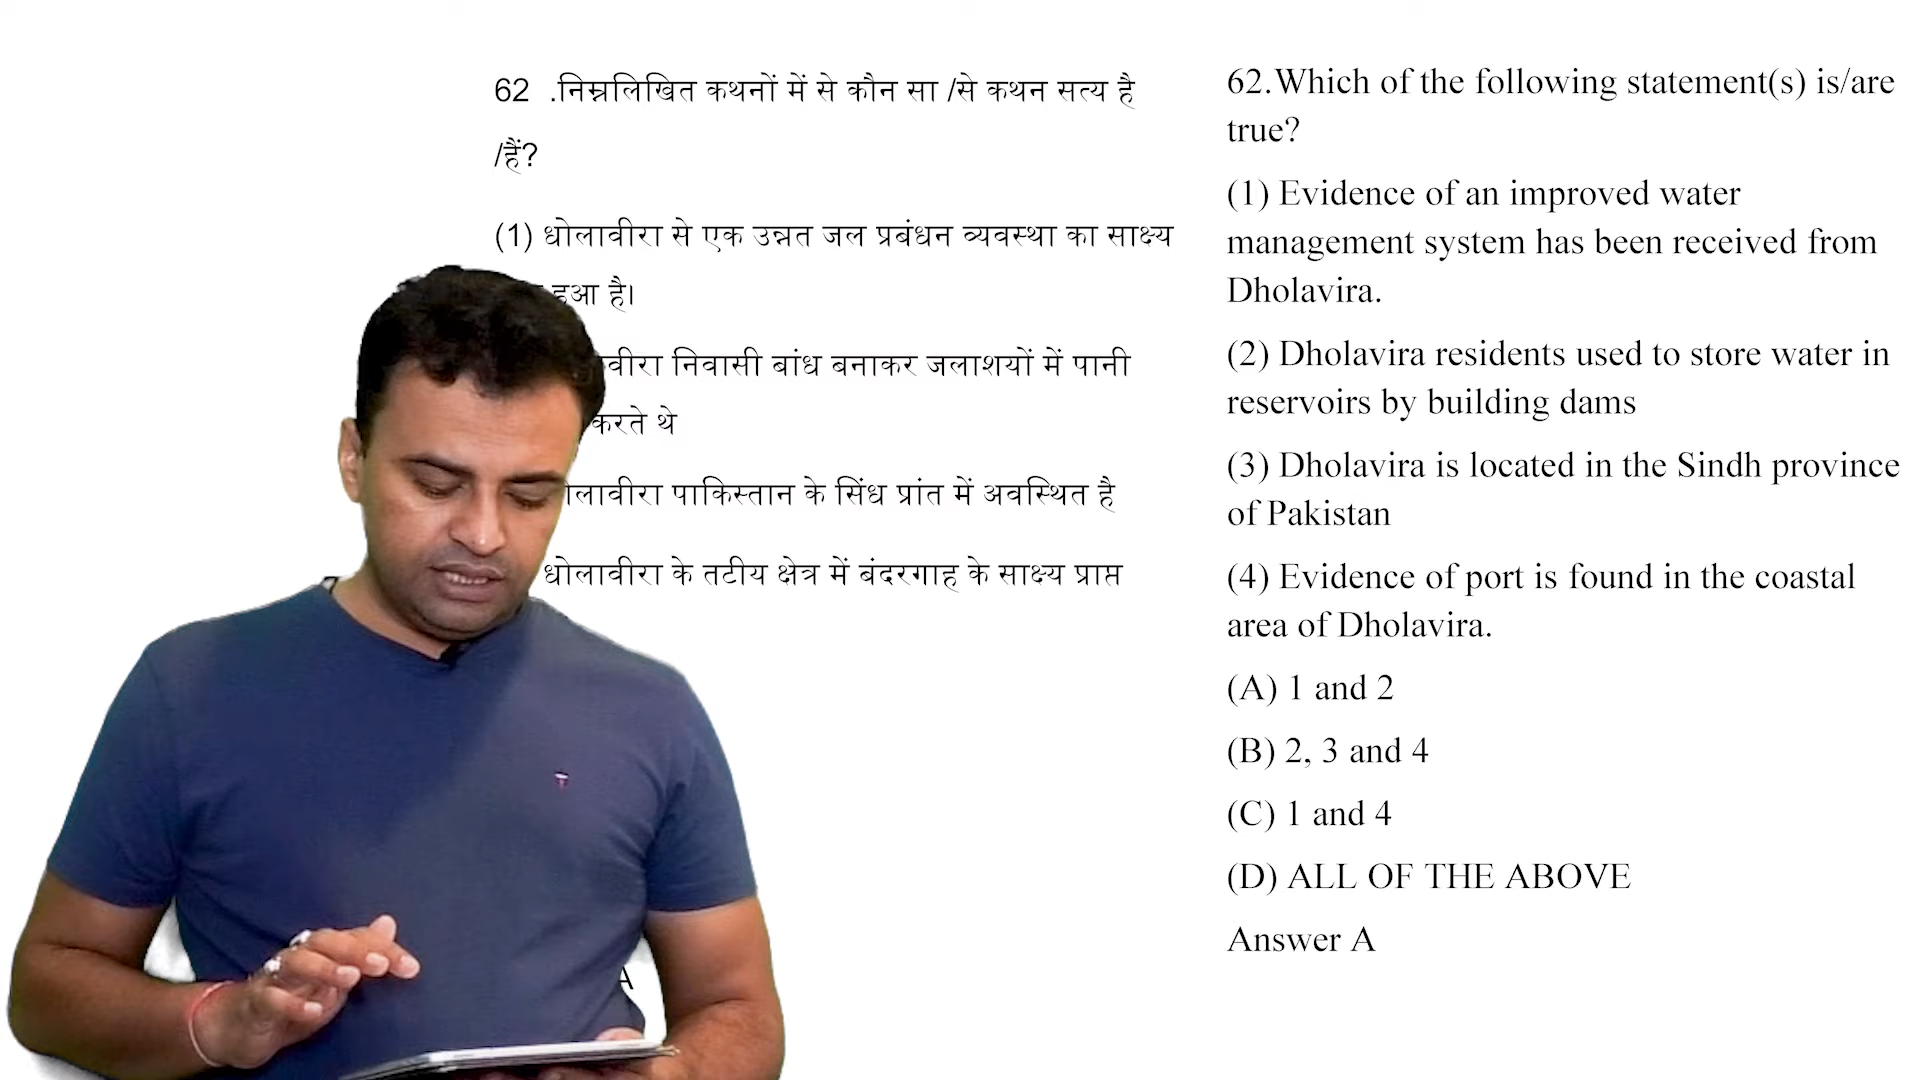 62 .निम्नलिखित कथनों में से कौन सा /से कथन सत्य है
/हैं?
(1) धोलावीरा से एक उन्नत जल प्रबंधन व्यवस्था का साक्ष्य
हुआ है।
निवासी बांध बनाकर जलाशयों में पानी
करते थे
पाकिस्तान के सिंध प्रांत में अवस्थित है
धोलावीरा के तटीय क्षेत्र में बंदरगाह के साक्ष्य प्राप्त
A
62.Which of the following statement(s) is/are
true?
(1) Evidence of an improved water
management system has been received from
Dholavira.
(2) Dholavira residents used to store water in
reservoirs by building dams
(3) Dholavira is located in the Sindh province
of Pakistan
(4) Evidence of port is found in the coastal
area of Dholavira.
(A) 1 and 2
(B) 2, 3 and 4
(C) 1 and 4
(D) ALL OF THE ABOVE
Answer A